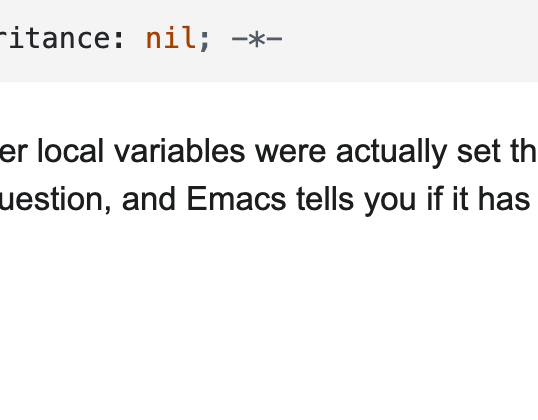 ritance: nil; -*-
er local variables were actually set th
uestion, and Emacs tells you if it has